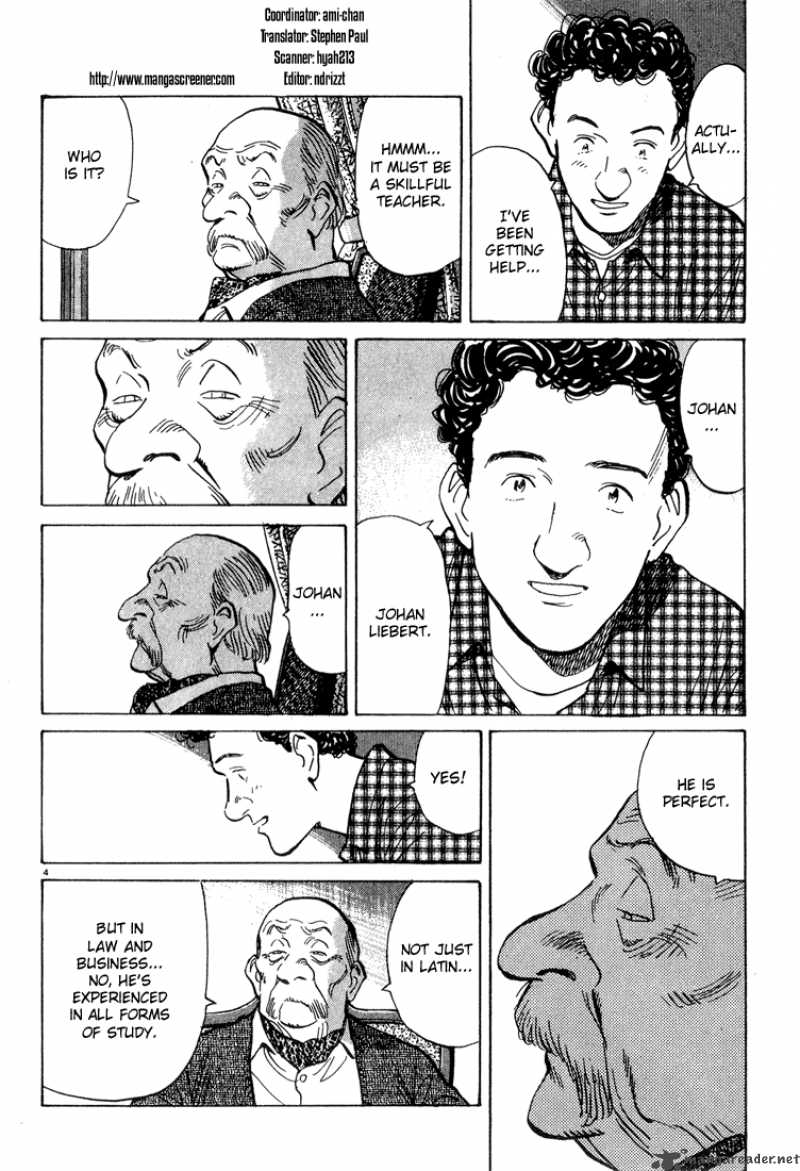 Coordinator: ami-chan
Translator: Stephen Paul
Scanner: hyah213
http://www.mangascreener.com
Editor: ndrizzt
ACTU-
ALLY...
I'VE
BEEN
GETTING
HELP...
HMMM...
IT MUST BE
A SKILLFUL
TEACHER.
WHO
IS IT?
JOHAN
...
JOHAN
LIEBERT.
JOHAN
...
YES!
HE IS
PERFECT.
4
NOT JUST
IN LATIN...
BUT IN
LAW AND
BUSINESS...
NO, HE'S
EXPERIENCED
IN ALL FORMS
OF STUDY.